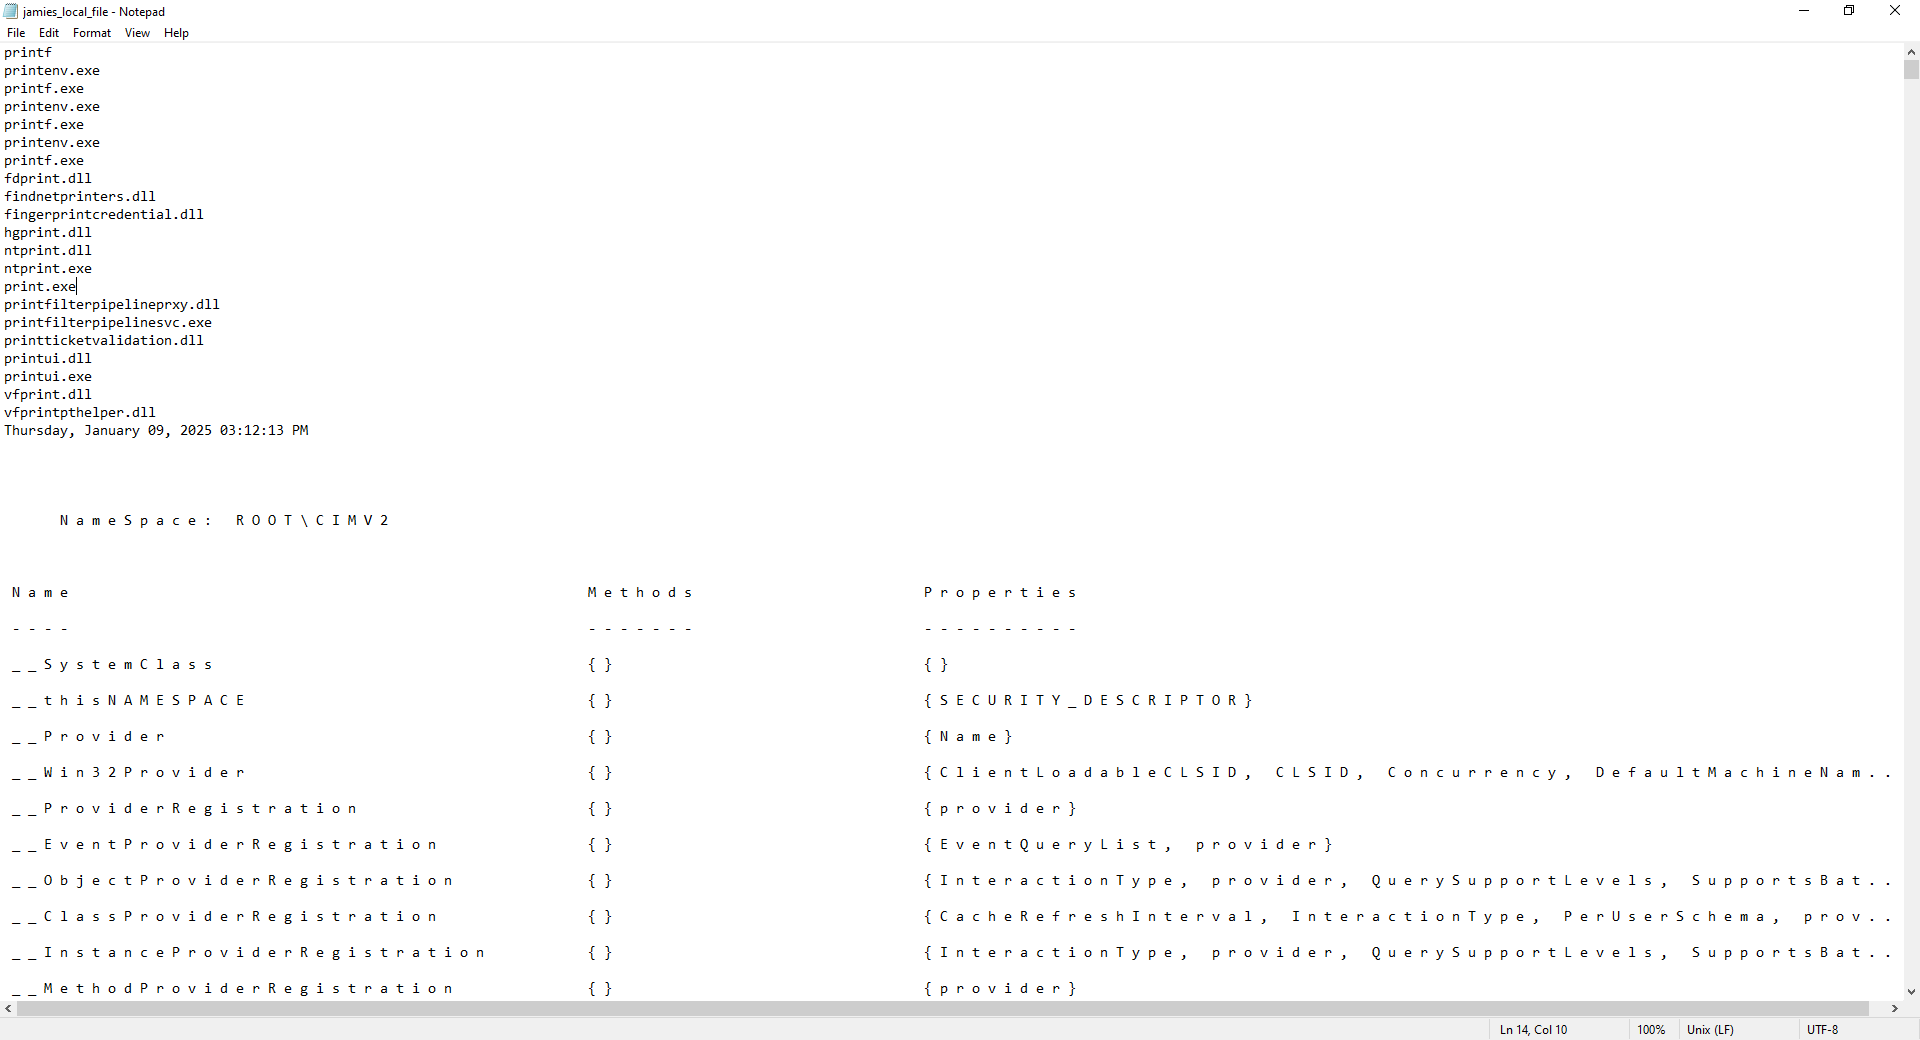 jamies_local_file - Notepad
File Edit Format View Help
printf
printenv.exe
printf.exe
printenv.exe
printf.exe
printenv.exe
printf.exe
fdprint.dll
findnetprinters.dll
fingerprintcredential.dll
hgprint.dll
ntprint.dll
ntprint.exe
print.exe
printfilterpipelineprxy.dll
printfilterpipelinesvc.exe
printticketvalidation.dll
printui.dll
printui.exe
vfprint.dll
vfprintpthelper.dll
Thursday, January 09, 2025 03:12:13 PM
N a m e S p a c e :   R O O T \ C I M V 2
N a m e   M e t h o d s   P r o p e r t i e s
- - - -   - - - - - - -   - - - - - - - - - -
_ _ S y s t e m C l a s s   { }   { }
_ _ t h i s N A M E S P A C E   { }   { S E C U R I T Y _ D E S C R I P T O R }
_ _ P r o v i d e r   { }   { N a m e }
_ _ W i n 3 2 P r o v i d e r   { }   { C l i e n t L o a d a b l e C L S I D ,   C L S I D ,   C o n c u r r e n c y ,   D e f a u l t M a c h i n e N a m . .
_ _ P r o v i d e r R e g i s t r a t i o n   { }   { p r o v i d e r }
_ _ E v e n t P r o v i d e r R e g i s t r a t i o n   { }   { E v e n t Q u e r y L i s t ,   p r o v i d e r }
_ _ O b j e c t P r o v i d e r R e g i s t r a t i o n   { }   { I n t e r a c t i o n T y p e ,   p r o v i d e r ,   Q u e r y S u p p o r t L e v e l s ,   S u p p o r t s B a t . .
_ _ C l a s s P r o v i d e r R e g i s t r a t i o n   { }   { C a c h e R e f r e s h I n t e r v a l ,   I n t e r a c t i o n T y p e ,   P e r U s e r S c h e m a ,   p r o v . .
_ _ I n s t a n c e P r o v i d e r R e g i s t r a t i o n   { }   { I n t e r a c t i o n T y p e ,   p r o v i d e r ,   Q u e r y S u p p o r t L e v e l s ,   S u p p o r t s B a t . .
_ _ M e t h o d P r o v i d e r R e g i s t r a t i o n   { }   { p r o v i d e r }
Ln 14, Col 10 100% Unix (LF) UTF-8